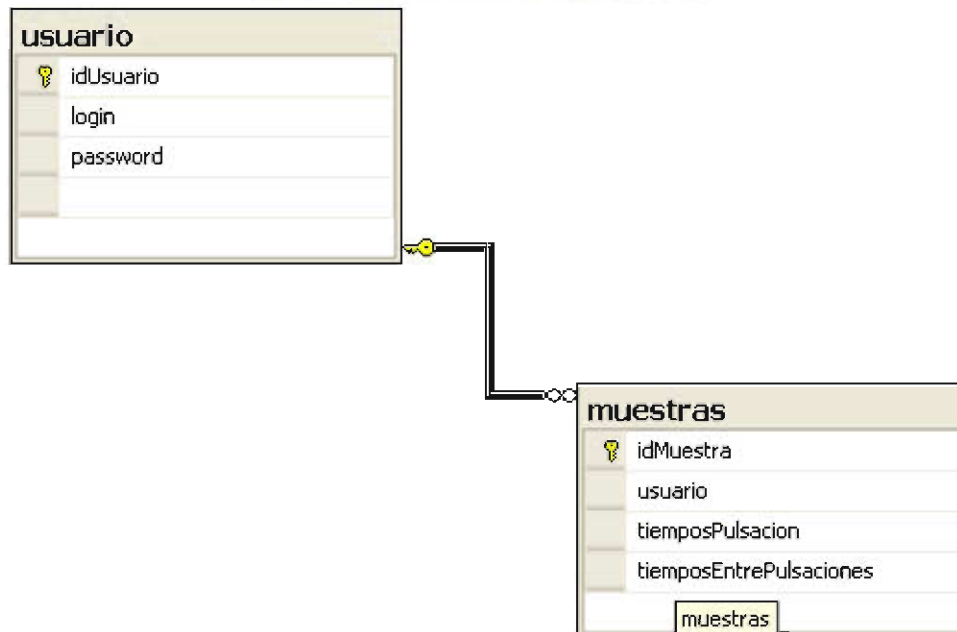 usuario
idUsuario
login
password
muestras
idMuestra
usuario
tiemposPulsacion
tiemposEntrePulsaciones
muestras